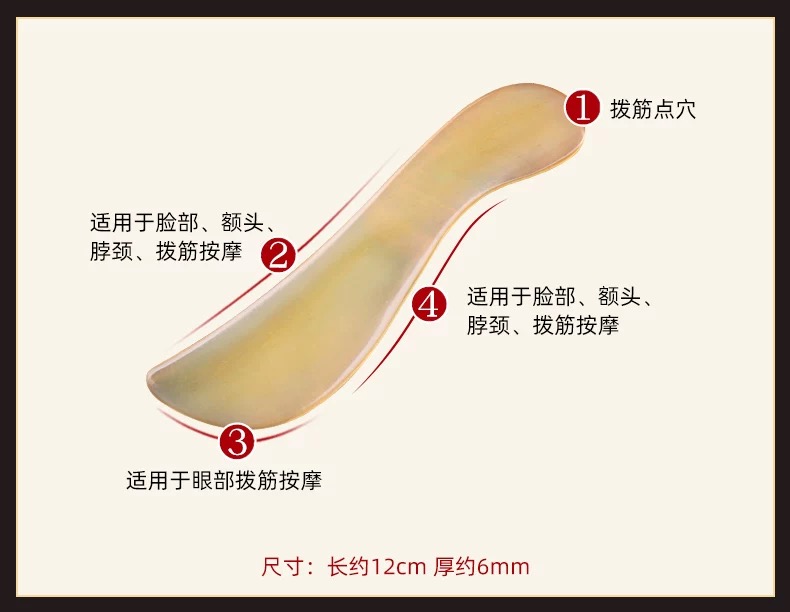 1 拨筋点穴
适用于脸部、额头、
脖颈、拨筋按摩
2
适用于脸部、额头、
脖颈、拨筋按摩
4
3
适用于眼部拨筋按摩
尺寸：长约12cm 厚约6mm